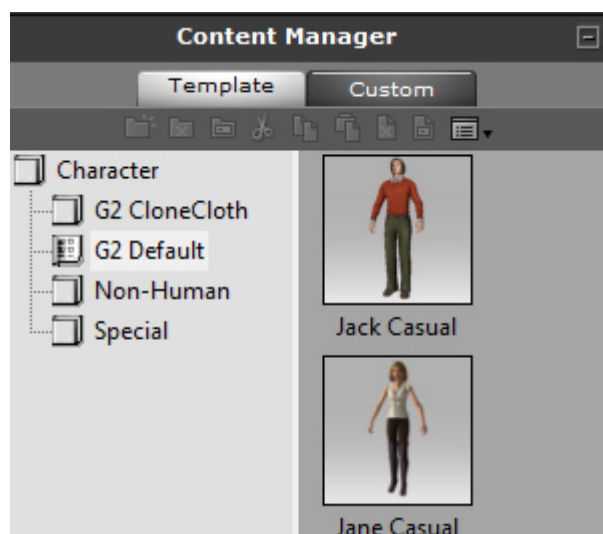 Content Manager
Template
Custom
Character
G2 CloneCloth
G2 Default
Non-Human
Special
Jack Casual
Jane Casual